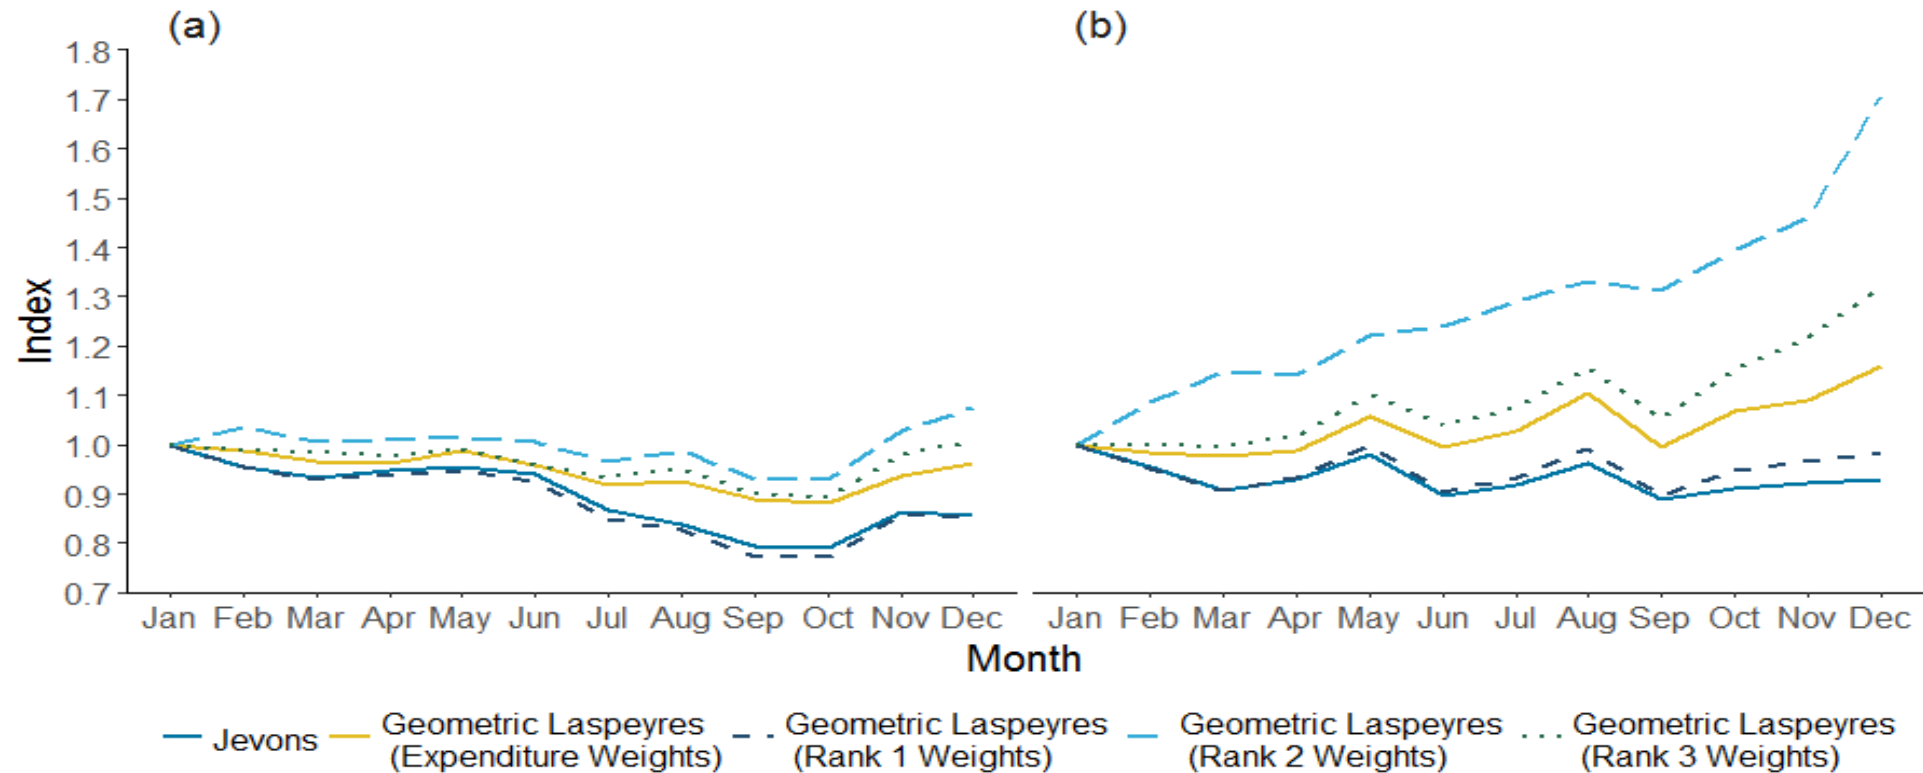 (a) (b)
1.8
1.7
1.6
1.5
1.4
1.3
1.2
1.1
1.0
0.9
0.8
0.7
Index
Jan Feb Mar Apr May Jun Jul Aug Sep Oct Nov Dec Jan Feb Mar Apr May Jun Jul Aug Sep Oct Nov Dec
Month
Jevons
Geometric Laspeyres
(Expenditure Weights)
Geometric Laspeyres
(Rank 1 Weights)
Geometric Laspeyres
(Rank 2 Weights)
Geometric Laspeyres
(Rank 3 Weights)